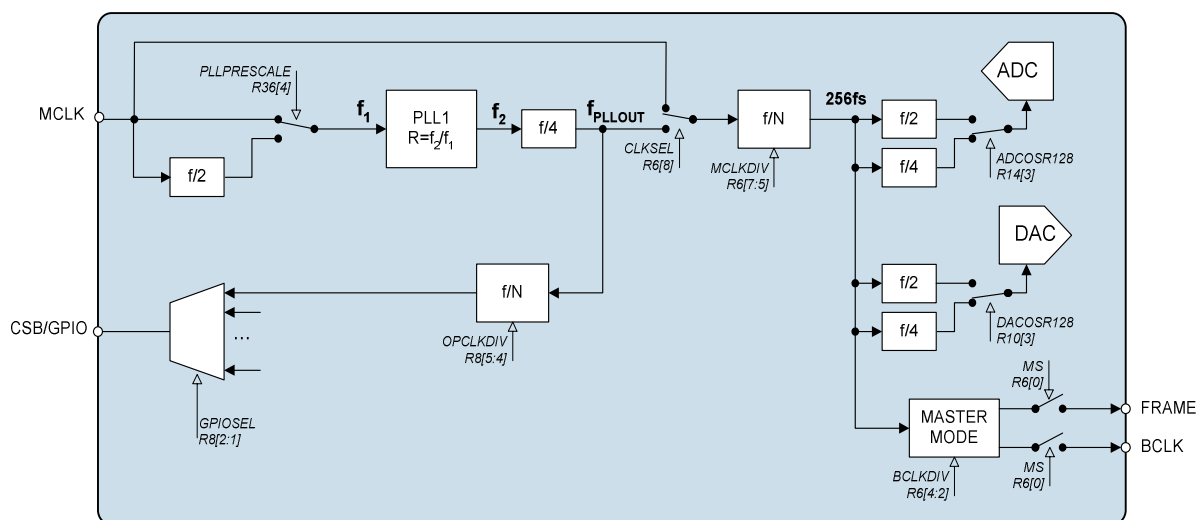 PLLPRESCALE
R36[4]
MCLK
f/2
f1
PLL1
R=f2/f1
f2
f/4
fPLLOUT
CLKSEL
R6[8]
f/N
MCLKDIV
R6[7:5]
256fs
f/2
f/4
ADC
ADCOSR128
R14[3]
DAC
f/2
f/4
DACOSR128
R10[3]
f/N
OPCLKDIV
R8[5:4]
CSB/GPIO
...
GPIOSEL
R8[2:1]
MASTER
MODE
BCLKDIV
R6[4:2]
MS
R6[0]
FRAME
BCLK
MS
R6[0]